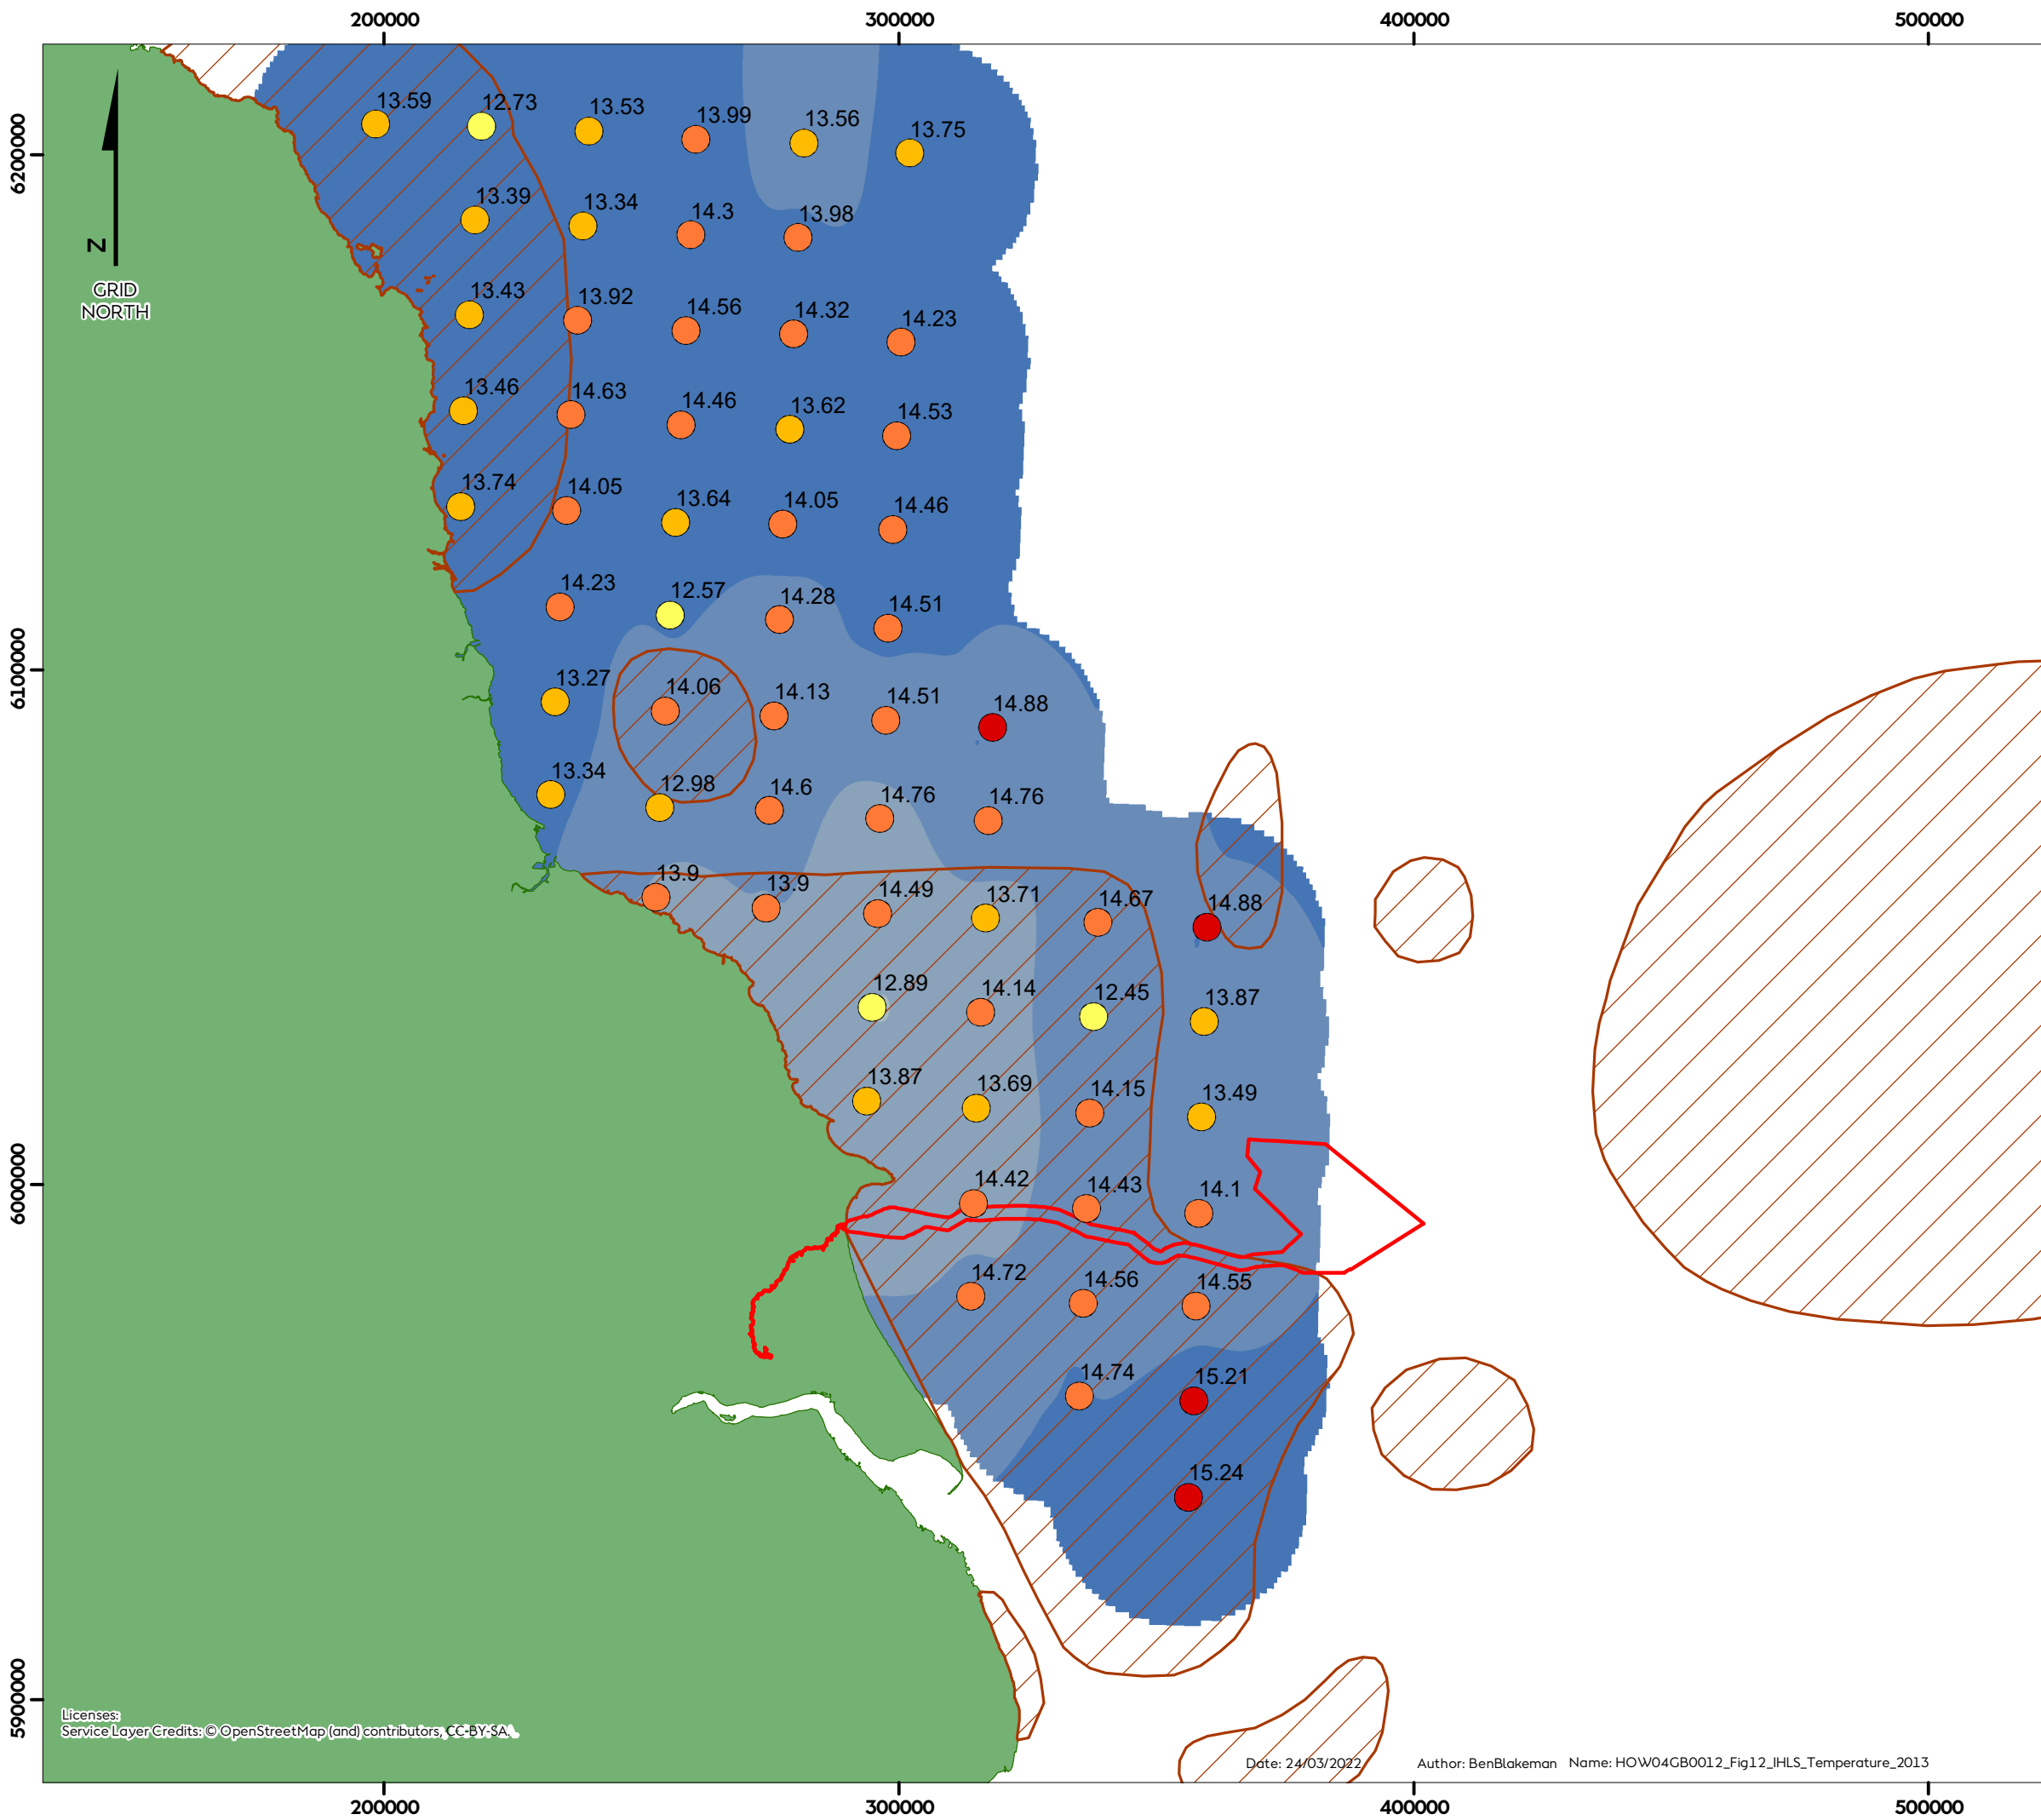 200000 300000 400000 500000
13.59 12.73 13.53 13.99 13.56 13.75
6200000
13.39 13.34 14.3 13.98
N
GRID
NORTH
13.43 13.92 14.56 14.32 14.23
13.46 14.63 14.46 13.62 14.53
13.74 14.05 13.64 14.05 14.46
14.23 12.57 14.28 14.51
6100000
13.27 14.06 14.13 14.51 14.88
13.34 12.98 14.6 14.76 14.76
13.9 13.9 14.49 13.71 14.67 14.88
12.89 14.14 12.45 13.87
13.87 13.69 14.15 13.49
6000000
14.42 14.43 14.1
14.72 14.56 14.55
14.74 15.21
15.24
5900000
Licenses:
Service Layer Credits: © OpenStreetMap (and) contributors, CC-BY-SA.
Date: 24/03/2022 Author: BenBlakeman Name: HOW04GB0012_Fig12_IHLS_Temperature_2013
200000 300000 400000 500000